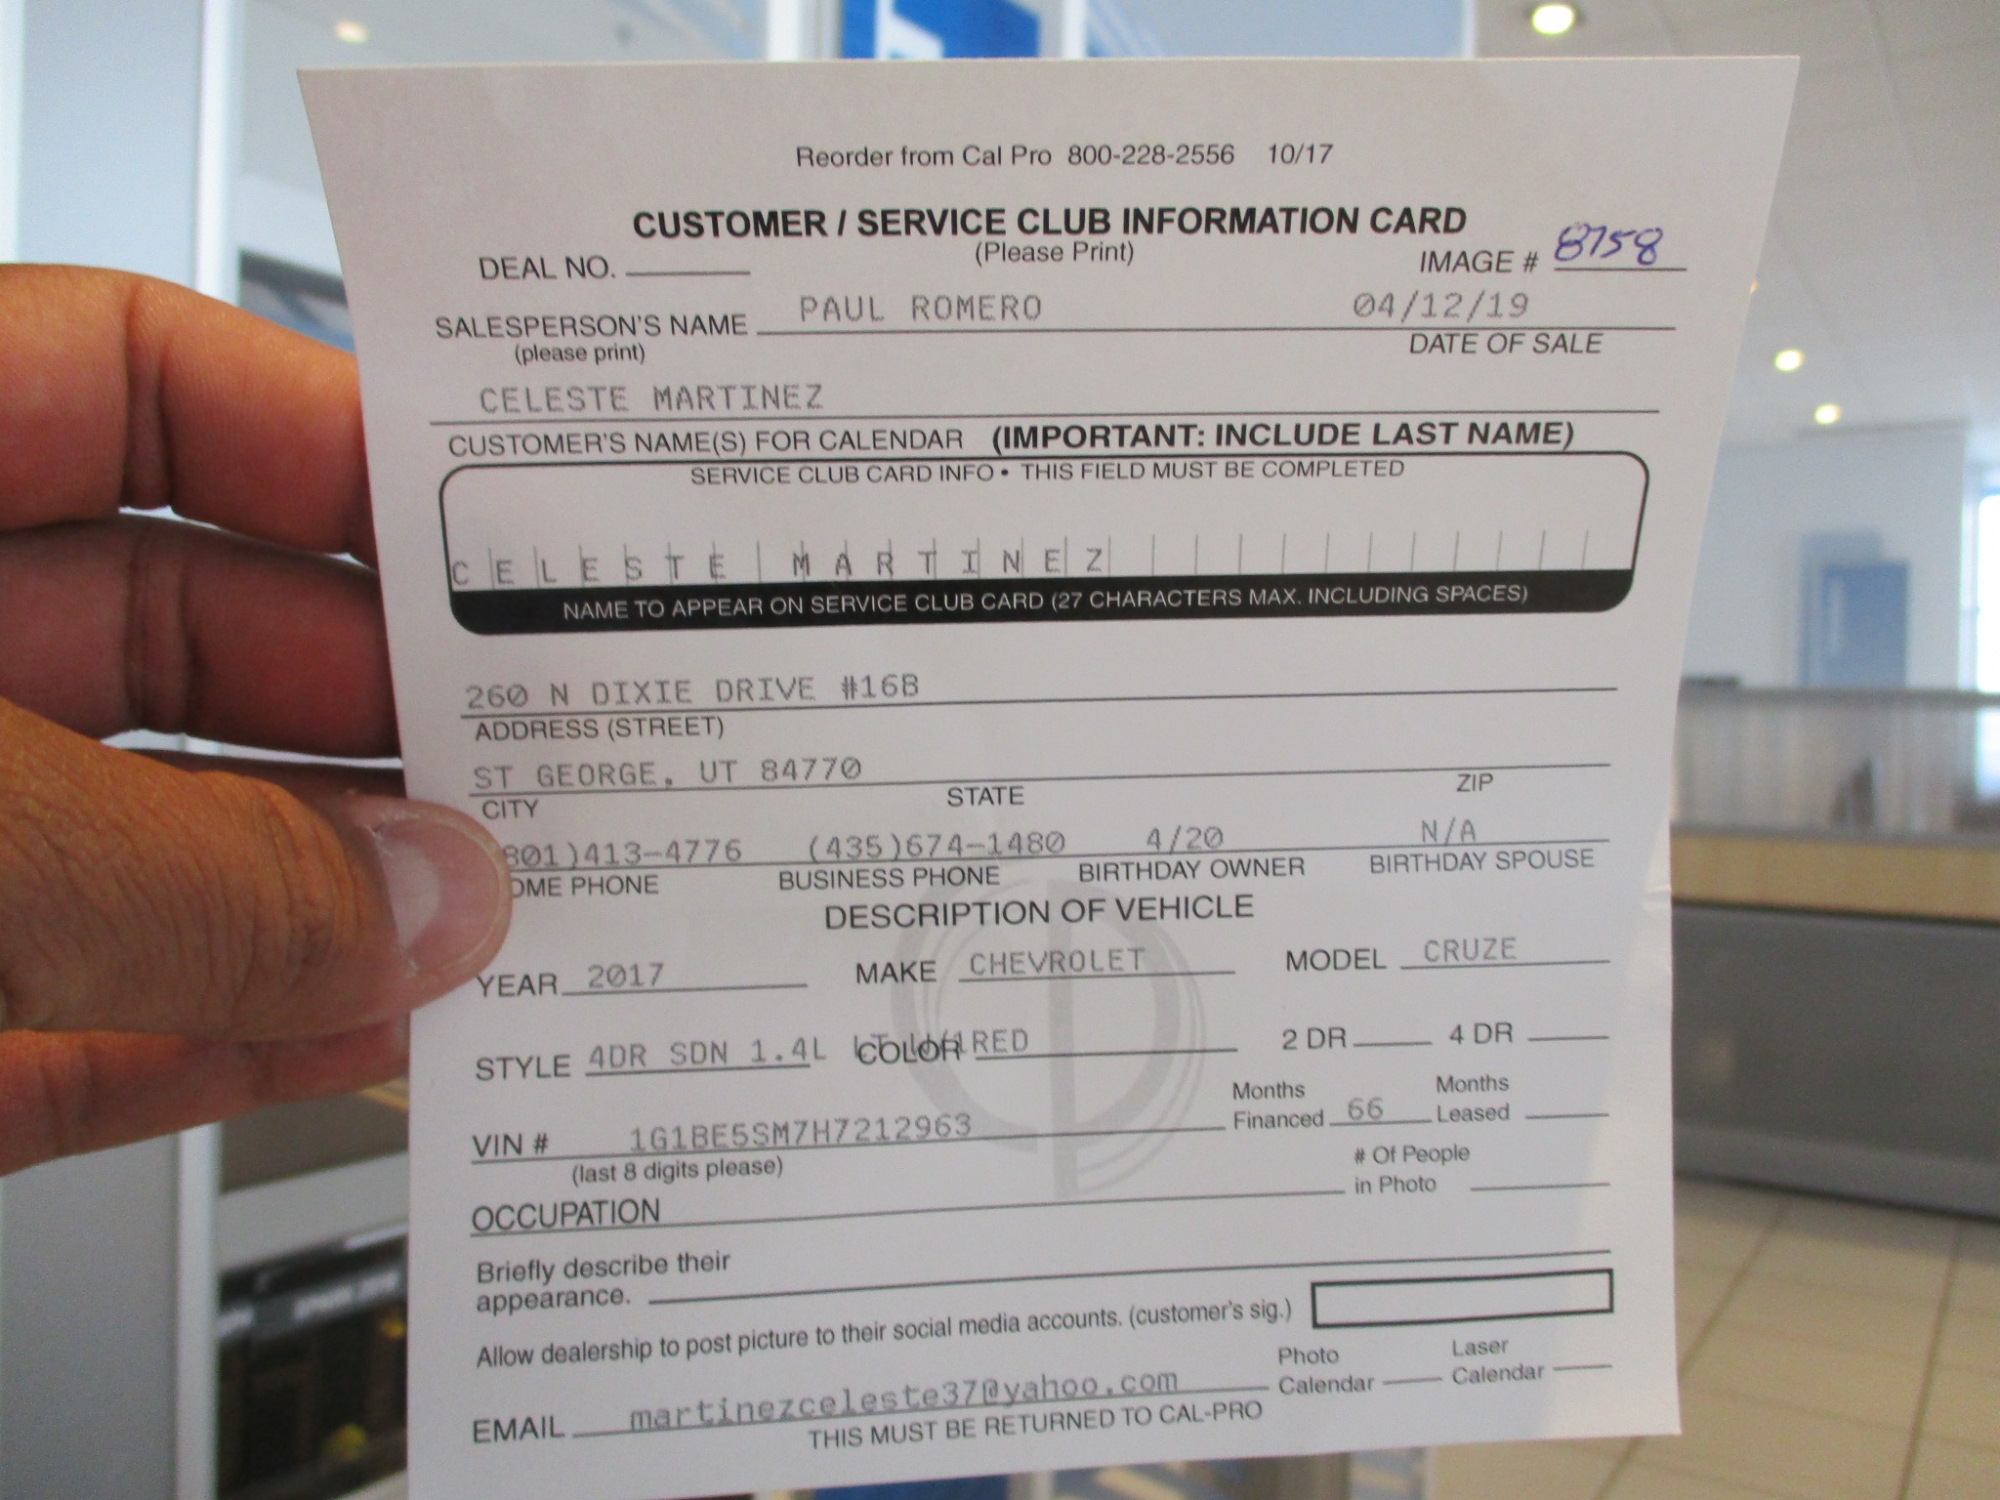 Reorder from Cal Pro 800-228-2556 10/17
CUSTOMER / SERVICE CLUB INFORMATION CARD
(Please Print)
DEAL NO. IMAGE # 8758
SALESPERSON'S NAME PAUL ROMERO 04/12/19
(please print) DATE OF SALE
CELESTE MARTINEZ
CUSTOMER'S NAME(S) FOR CALENDAR (IMPORTANT: INCLUDE LAST NAME)
SERVICE CLUB CARD INFO • THIS FIELD MUST BE COMPLETED
CELESTE MARTINEZ
NAME TO APPEAR ON SERVICE CLUB CARD (27 CHARACTERS MAX. INCLUDING SPACES)
260 N DIXIE DRIVE #16B
ADDRESS (STREET)
ST GEORGE, UT 84770
CITY STATE ZIP
801)413-4776 (435)674-1480 4/20 N/A
OME PHONE BUSINESS PHONE BIRTHDAY OWNER BIRTHDAY SPOUSE
DESCRIPTION OF VEHICLE
YEAR 2017 MAKE CHEVROLET MODEL CRUZE
STYLE 4DR SDN 1.4L COLOR RED 2 DR 4 DR
VIN # 1G1BE5SM7H7212963 Months Financed 66 Months Leased
(last 8 digits please)
OCCUPATION # Of People in Photo
Briefly describe their
appearance.
Allow dealership to post picture to their social media accounts. (customer's sig.)
EMAIL martinezceleste37@yahoo.com Photo Calendar Laser Calendar
THIS MUST BE RETURNED TO CAL-PRO